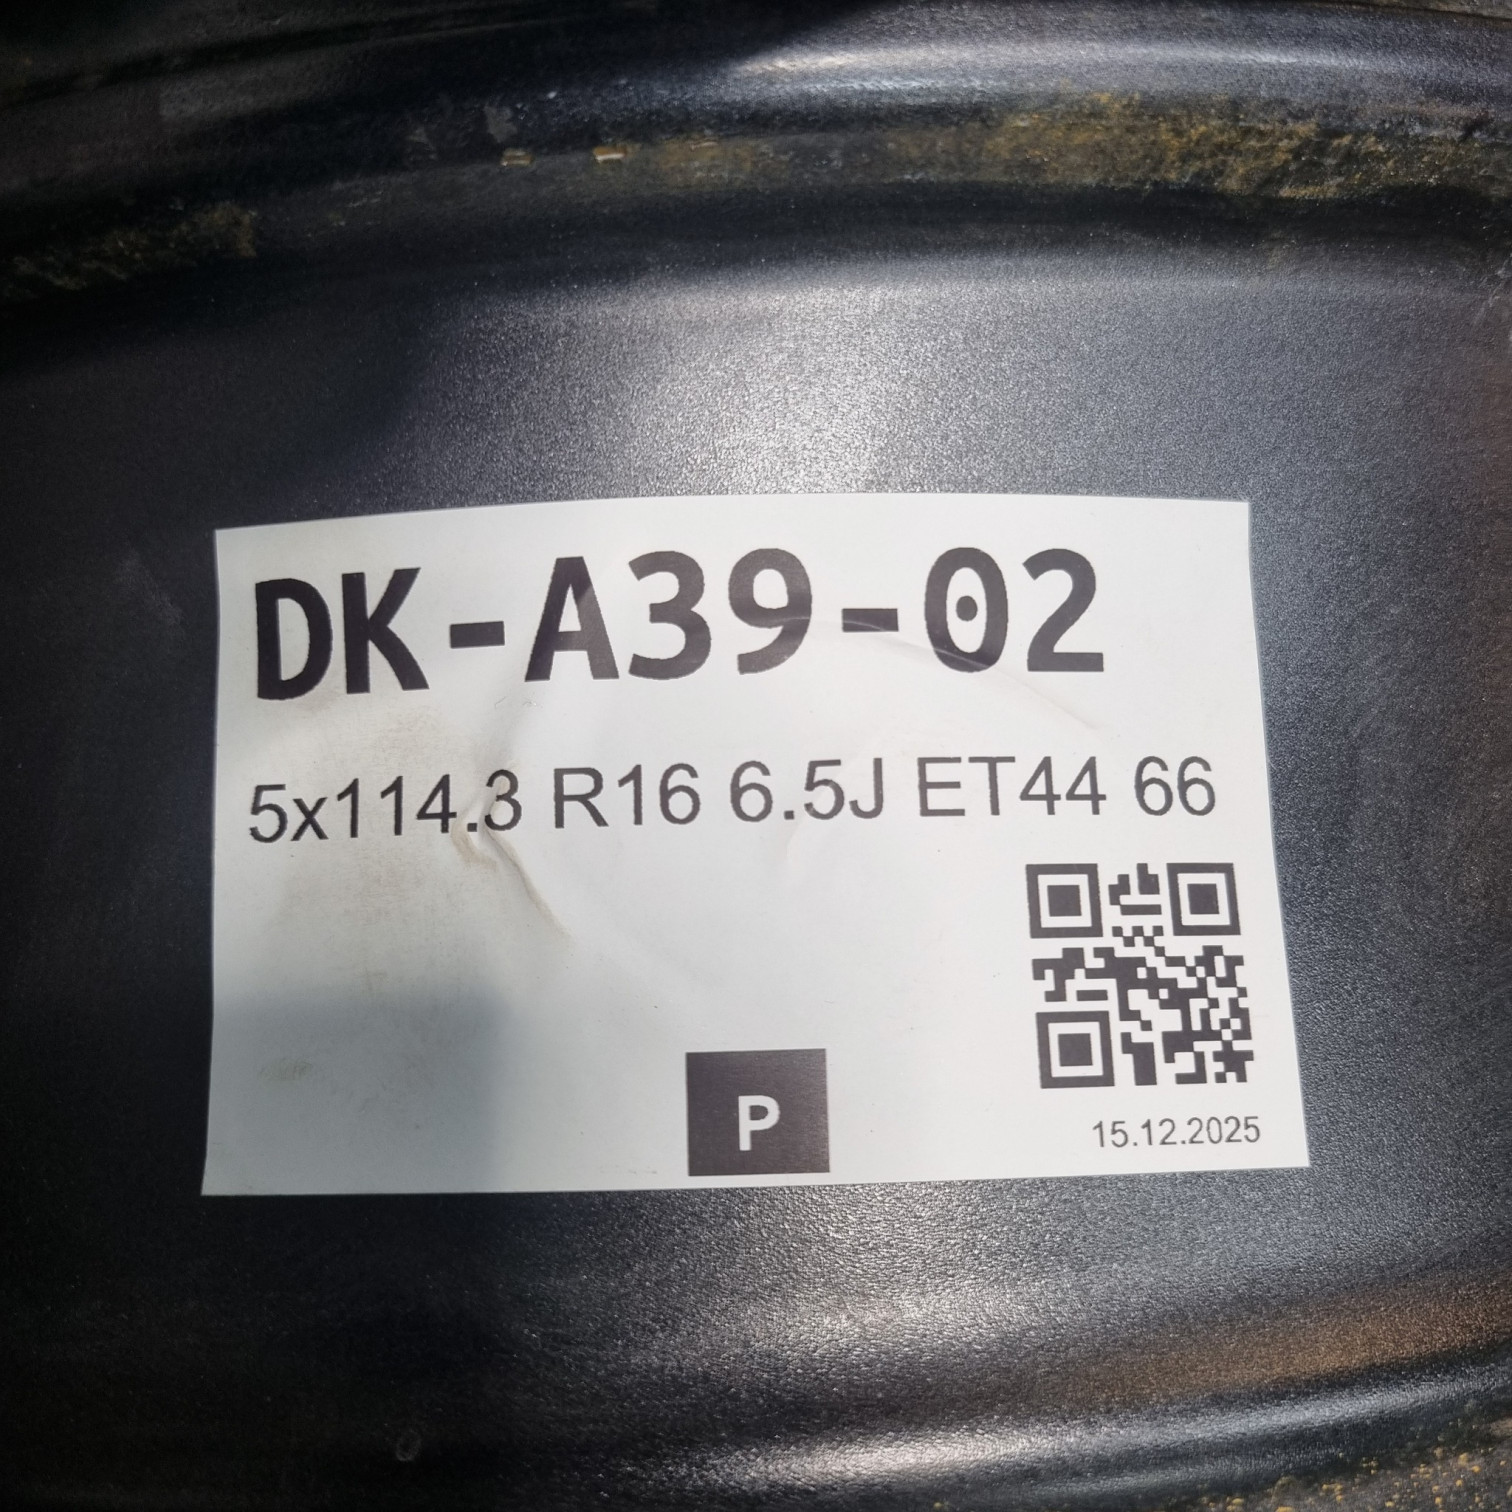 DK-A39-02
5x114.3 R16 6.5J ET44 66
P
15.12.2025